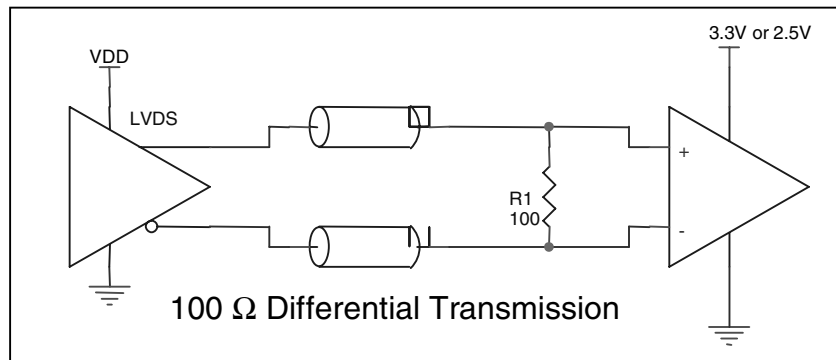 3.3V or 2.5V
VDD
LVDS
+
R1
100
-
100 Ω Differential Transmission